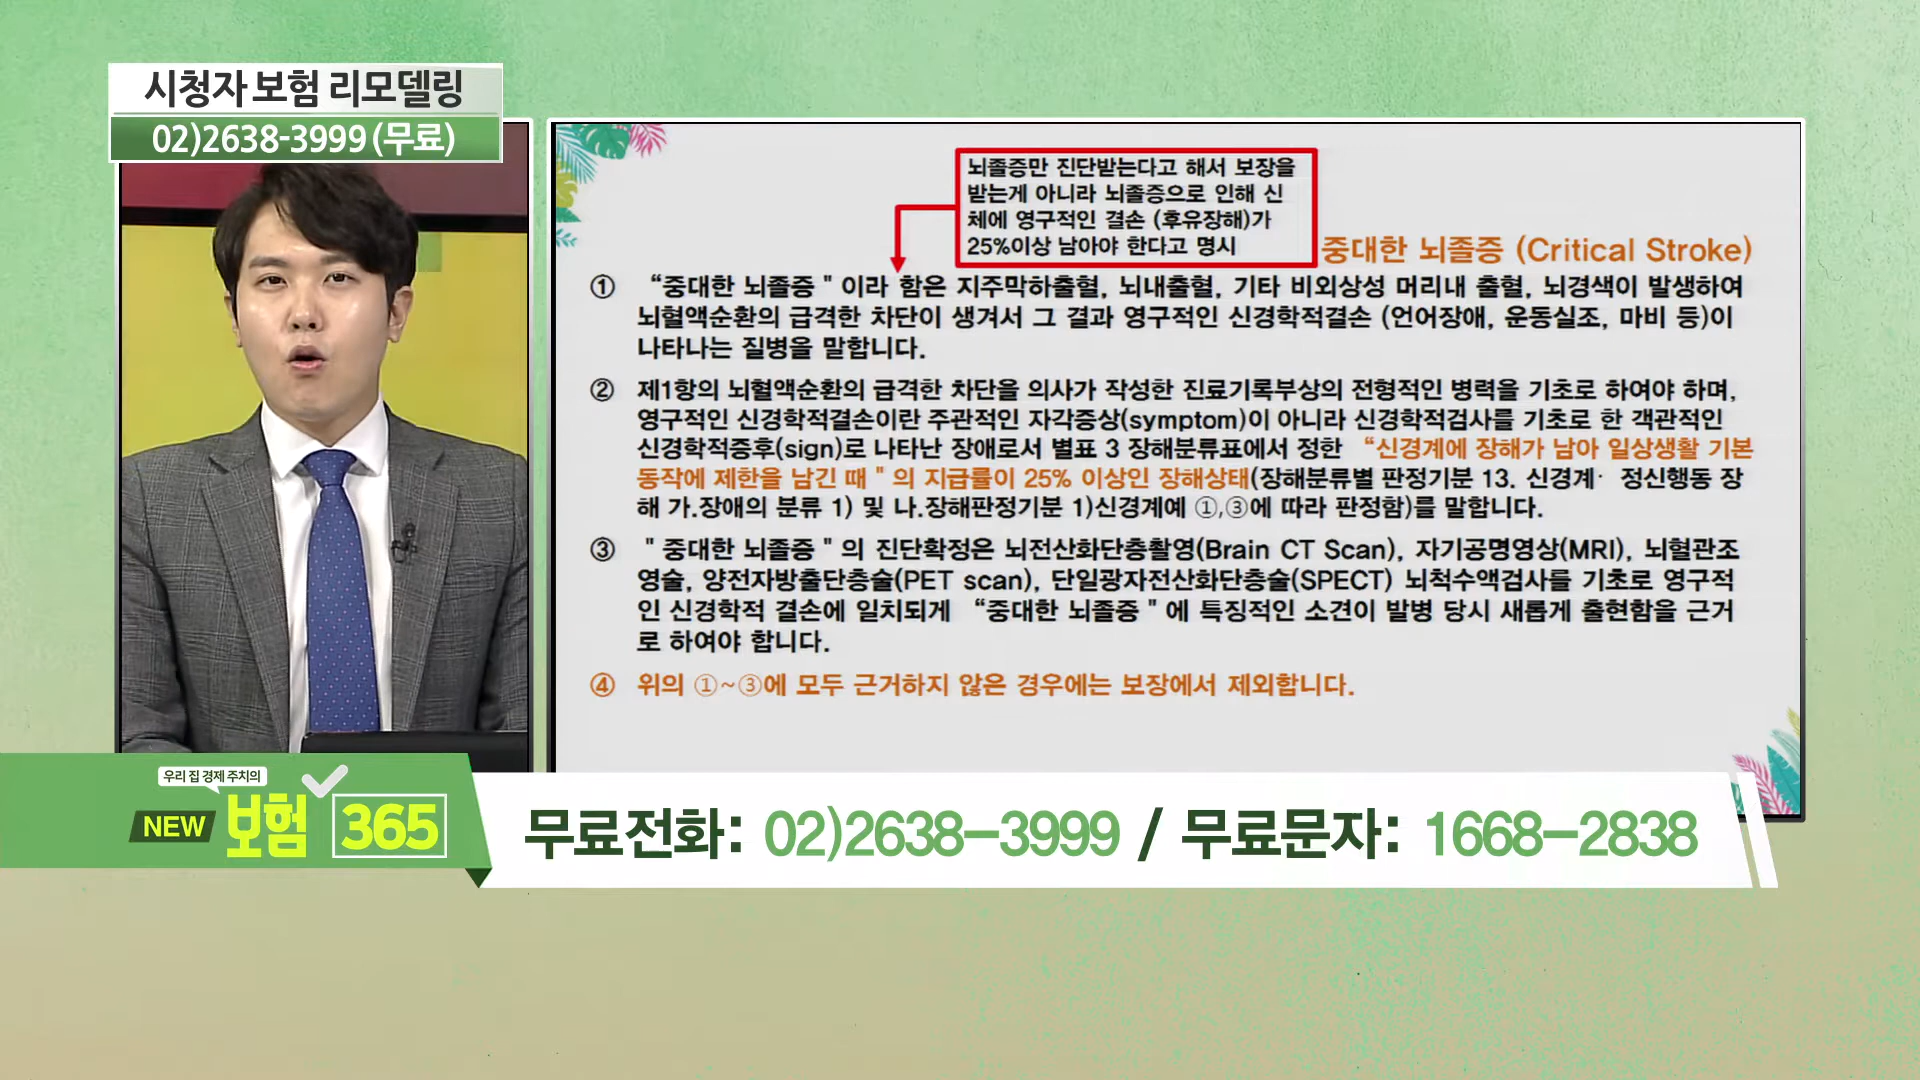 시청자 보험 리모델링
02)2638-3999 (무료)
뇌졸증만 진단받는다고 해서 보장을
받는게 아니라 뇌졸증으로 인해 신
체에 영구적인 결손 (후유장해)가
25%이상 남아야 한다고 명시
중대한 뇌졸증 (Critical Stroke)
① “중대한 뇌졸증 " 이라 함은 지주막하출혈, 뇌내출혈, 기타 비외상성 머리내 출혈, 뇌경색이 발생하여
뇌혈액순환의 급격한 차단이 생겨서 그 결과 영구적인 신경학적결손 (언어장애, 운동실조, 마비 등)이
나타나는 질병을 말합니다.
② 제1항의 뇌혈액순환의 급격한 차단을 의사가 작성한 진료기록부상의 전형적인 병력을 기초로 하여야 하며,
영구적인 신경학적결손이란 주관적인 자각증상(symptom)이 아니라 신경학적검사를 기초로 한 객관적인
신경학적증후(sign)로 나타난 장애로서 별표 3 장해분류표에서 정한 “신경계에 장해가 남아 일상생활 기본
동작에 제한을 남긴 때 " 의 지급률이 25% 이상인 장해상태(장해분류별 판정기분 13. 신경계· 정신행동 장
해 가.장애의 분류 1) 및 나.장해판정기분 1)신경계예 ①,③에 따라 판정함)를 말합니다.
③ " 중대한 뇌졸증 " 의 진단확정은 뇌전산화단층촬영(Brain CT Scan), 자기공명영상(MRI), 뇌혈관조
영술, 양전자방출단층술(PET scan), 단일광자전산화단층술(SPECT) 뇌척수액검사를 기초로 영구적
인 신경학적 결손에 일치되게 “중대한 뇌졸증 " 에 특징적인 소견이 발병 당시 새롭게 출현함을 근거
로 하여야 합니다.
④ 위의 ①~③에 모두 근거하지 않은 경우에는 보장에서 제외합니다.
우리 집 경제 주치의
NEW 보험 365
무료전화: 02)2638-3999 / 무료문자: 1668-2838